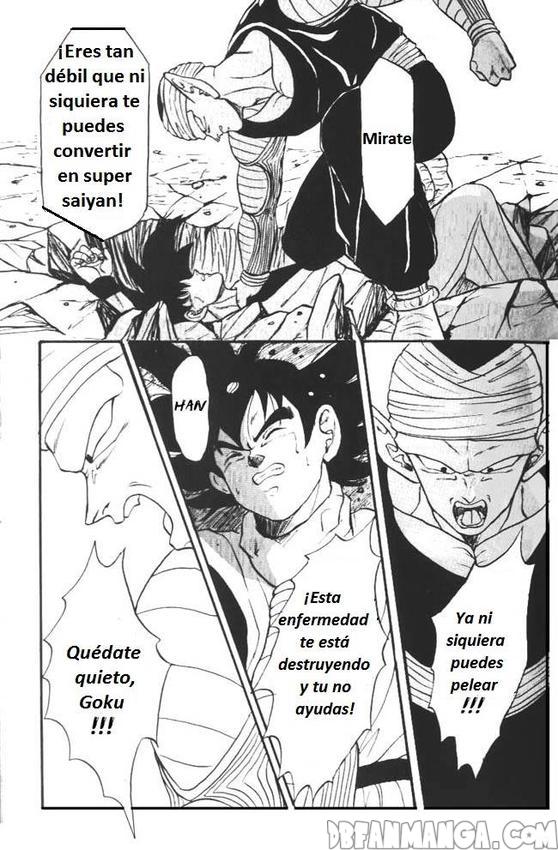 Mirate
¡Eres tan
débil que ni
siquiera te
puedes
convertir
en super
saiyan!
Ya ni
siquiera
puedes
pelear
!!!
HAN
¡Esta
enfermedad
te está
destruyendo
y tu no
ayudas!
Quédate
quieto,
Goku
!!!
DBFANMANGA.COM